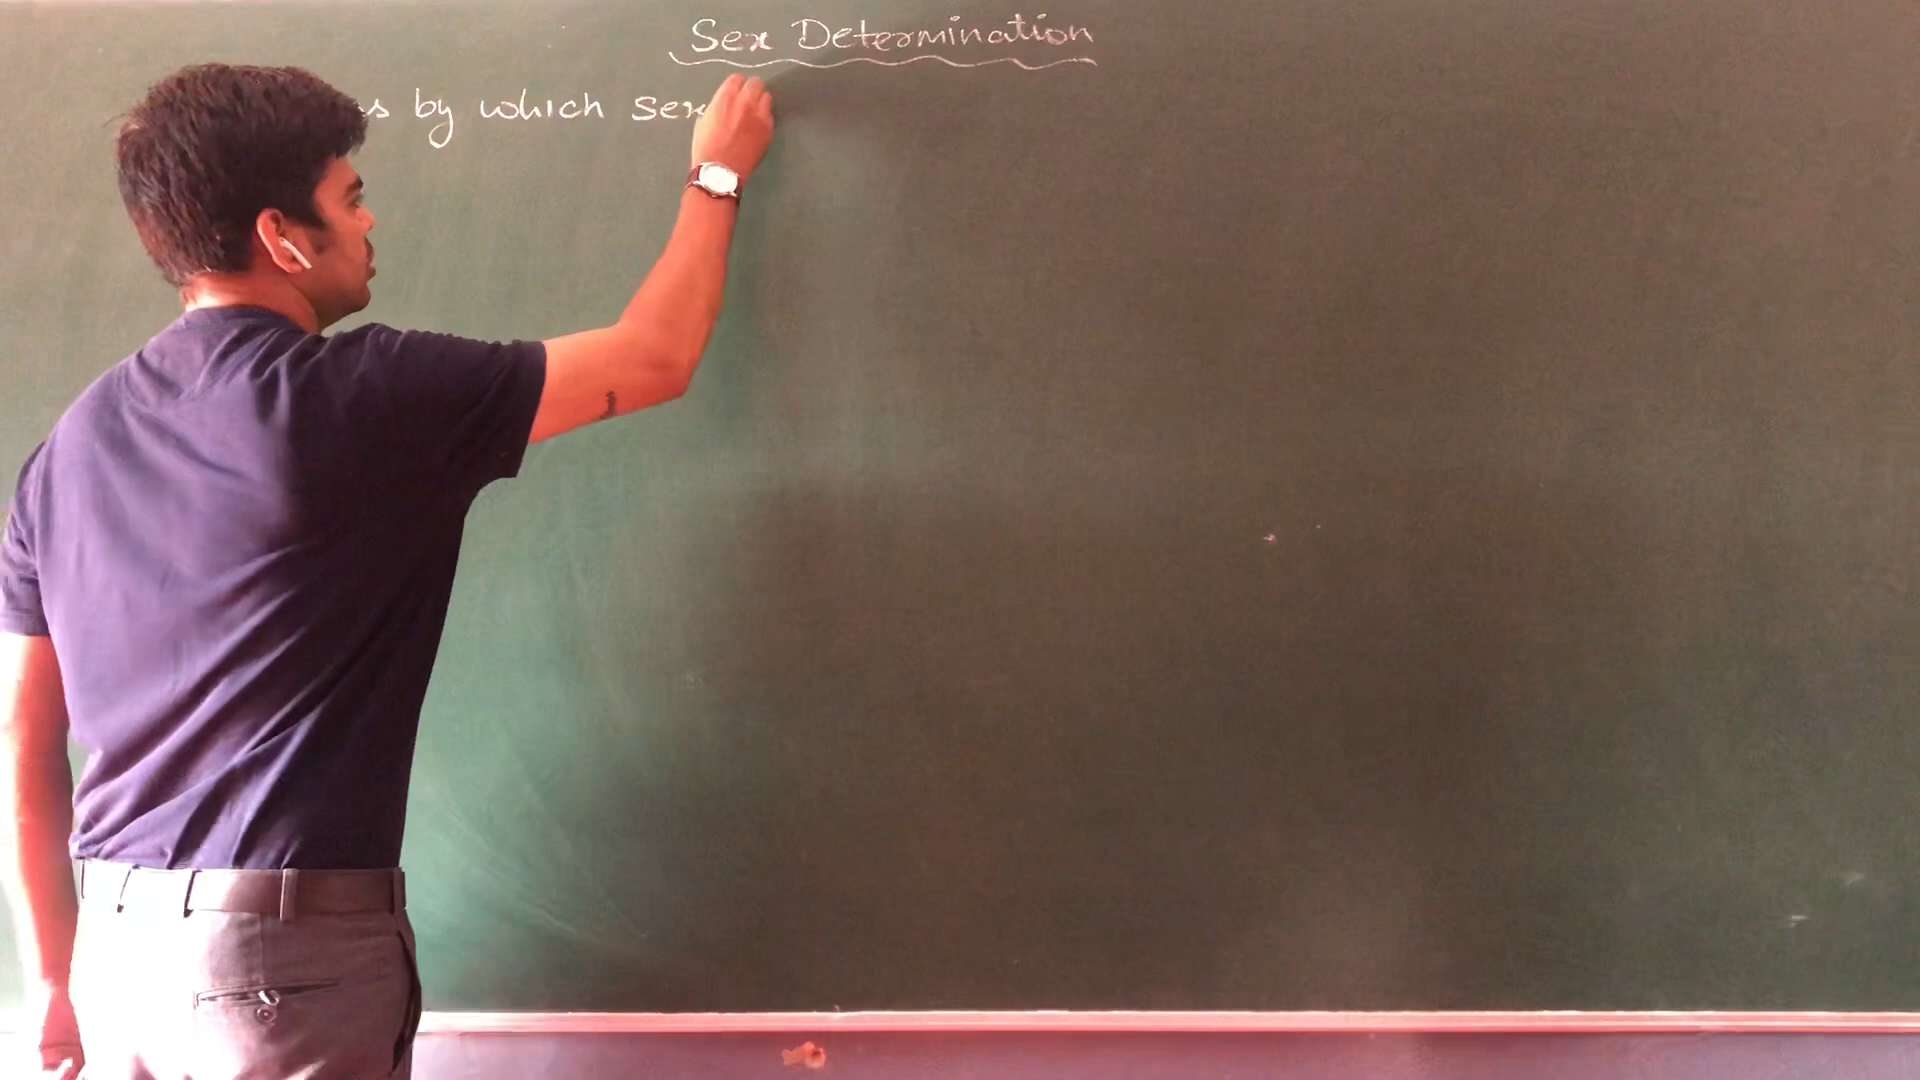 Sex Determination
by which sex